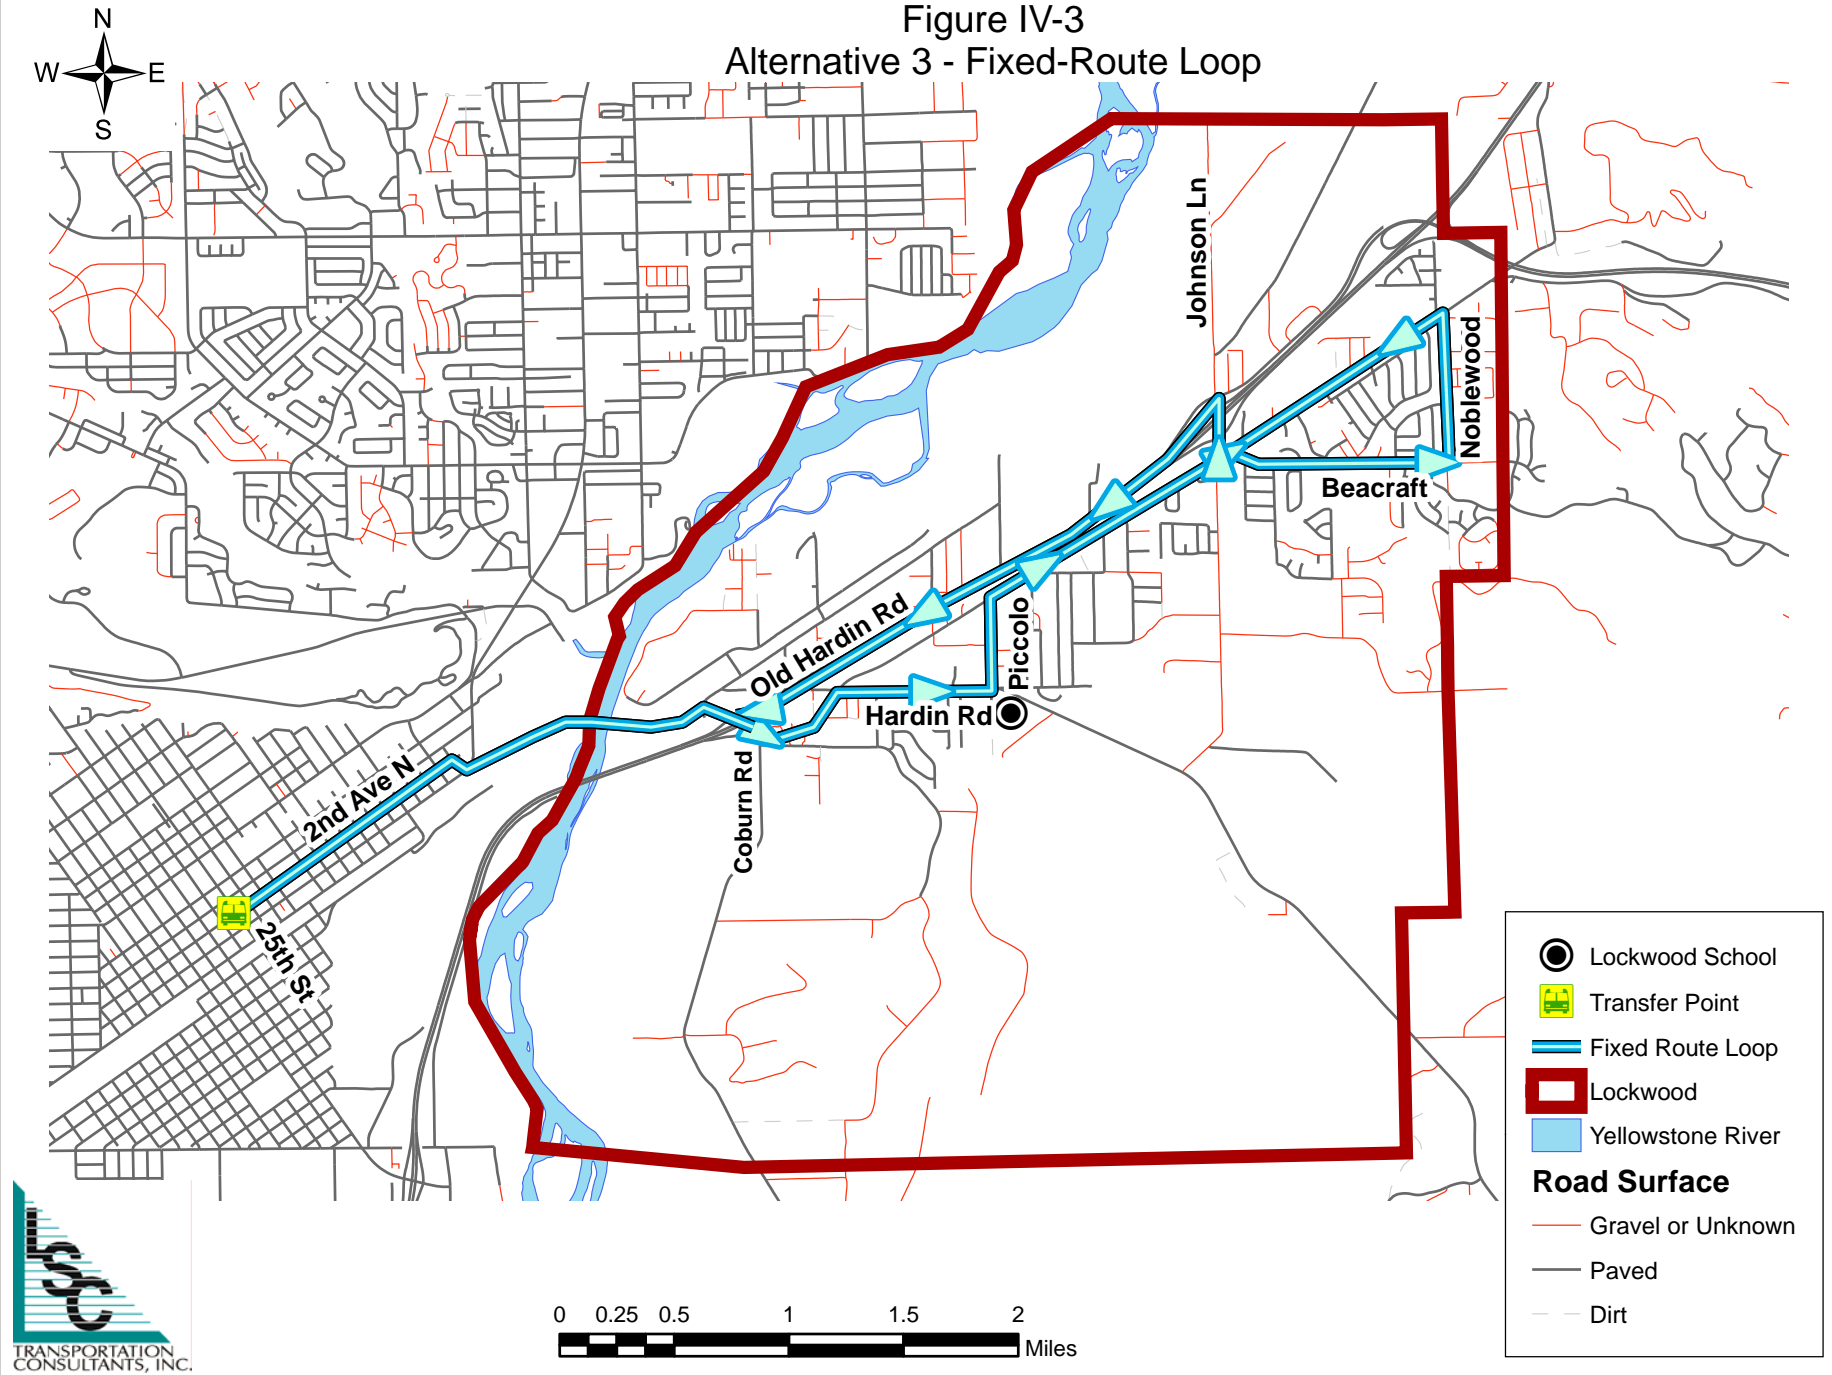 Figure IV-3
Alternative 3 - Fixed-Route Loop
N
W E
S
Johnson Ln
Noblewood
Beacraft
Old Hardin Rd
Piccolo
Hardin Rd
Coburn Rd
2nd Ave N
25th St
Lockwood School
Transfer Point
Fixed Route Loop
Lockwood
Yellowstone River
Road Surface
Gravel or Unknown
Paved
Dirt
LSC
TRANSPORTATION
CONSULTANTS, INC.
0 0.25 0.5 1 1.5 2
Miles